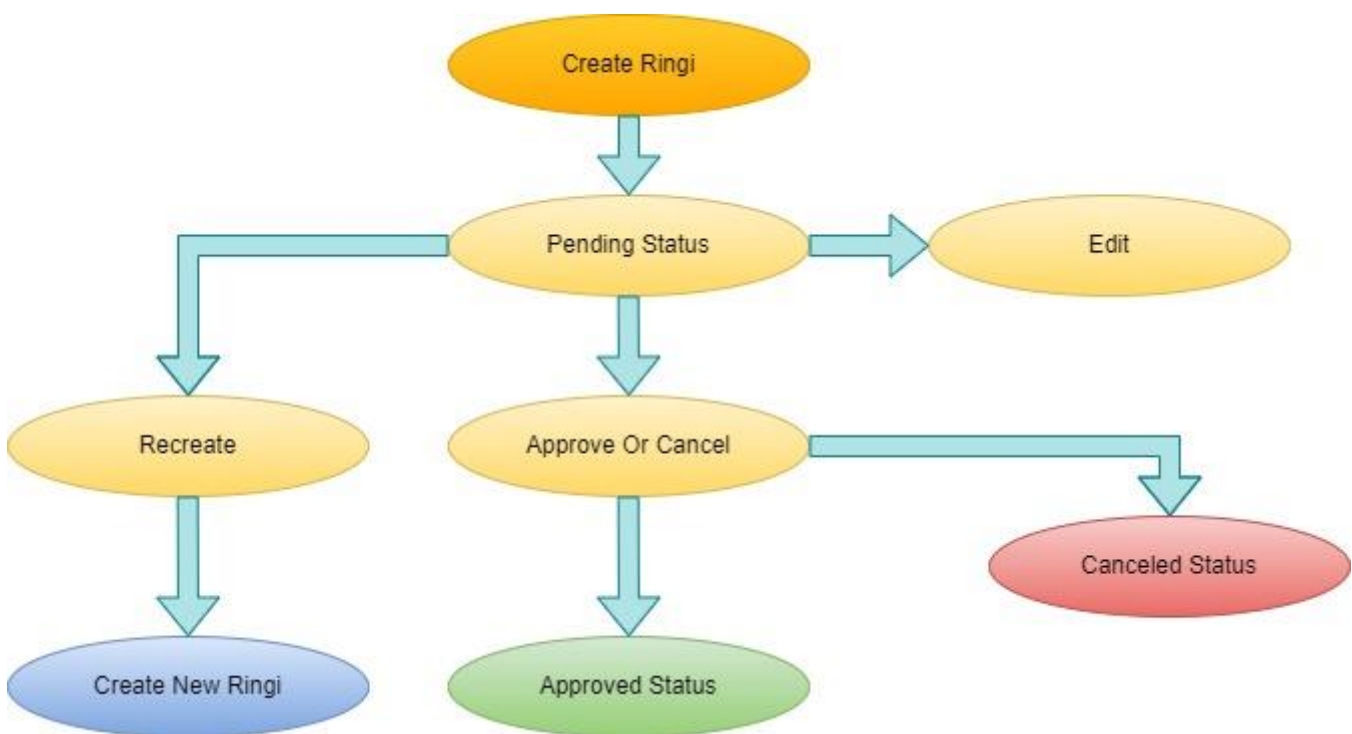 Create Ringi
Pending Status
Edit
Recreate
Approve Or Cancel
Canceled Status
Create New Ringi
Approved Status